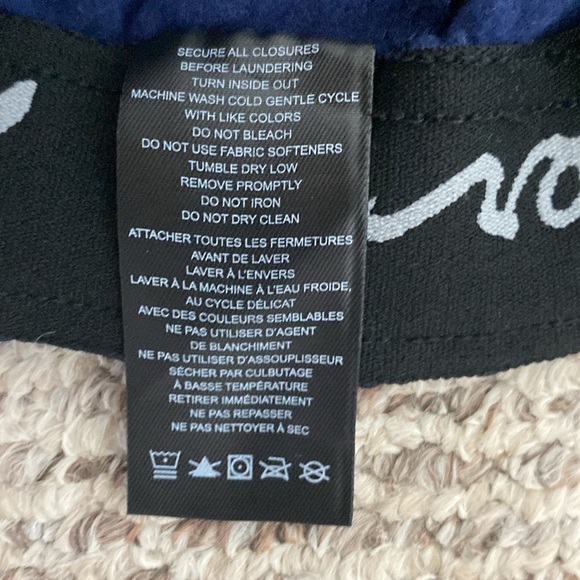 SECURE ALL CLOSURES
BEFORE LAUNDERING
TURN INSIDE OUT
MACHINE WASH COLD GENTLE CYCLE
WITH LIKE COLORS
DO NOT BLEACH
DO NOT USE FABRIC SOFTENERS
TUMBLE DRY LOW
REMOVE PROMPTLY
DO NOT IRON
DO NOT DRY CLEAN
ATTACHER TOUTES LES FERMETURES
AVANT DE LAVER
LAVER À L'ENVERS
LAVER À LA MACHINE À L'EAU FROIDE,
AU CYCLE DÉLICAT
AVEC DES COULEURS SEMBLABLES
NE PAS UTILISER D'AGENT
DE BLANCHIMENT
NE PAS UTILISER D'ASSOUPLISSEUR
SÉCHER PAR CULBUTAGE
À BASSE TEMPÉRATURE
RETIRER IMMÉDIATEMENT
NE PAS REPASSER
NE PAS NETTOYER À SEC